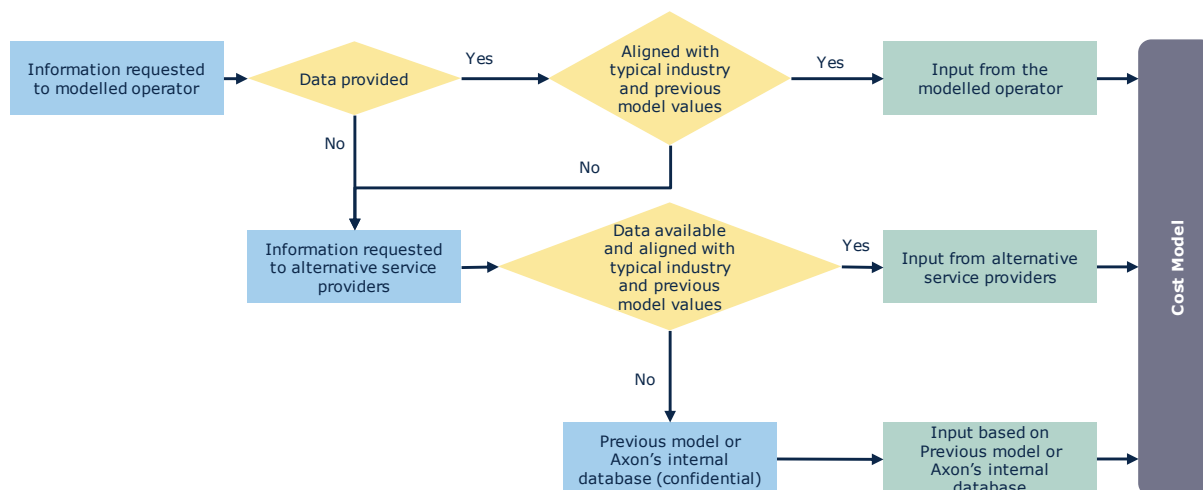 Information requested
to modelled operator
Data provided
Yes
Aligned with
typical industry
and previous
model values
Yes
Input from the
modelled operator
No
No
Information requested
to alternative service
providers
Data available
and aligned with
typical industry
and previous
model values
Yes
Input from alternative
service providers
Cost Model
No
Previous model or
Axon's internal
database (confidential)
Input based on
Previous model or
Axon's internal
database